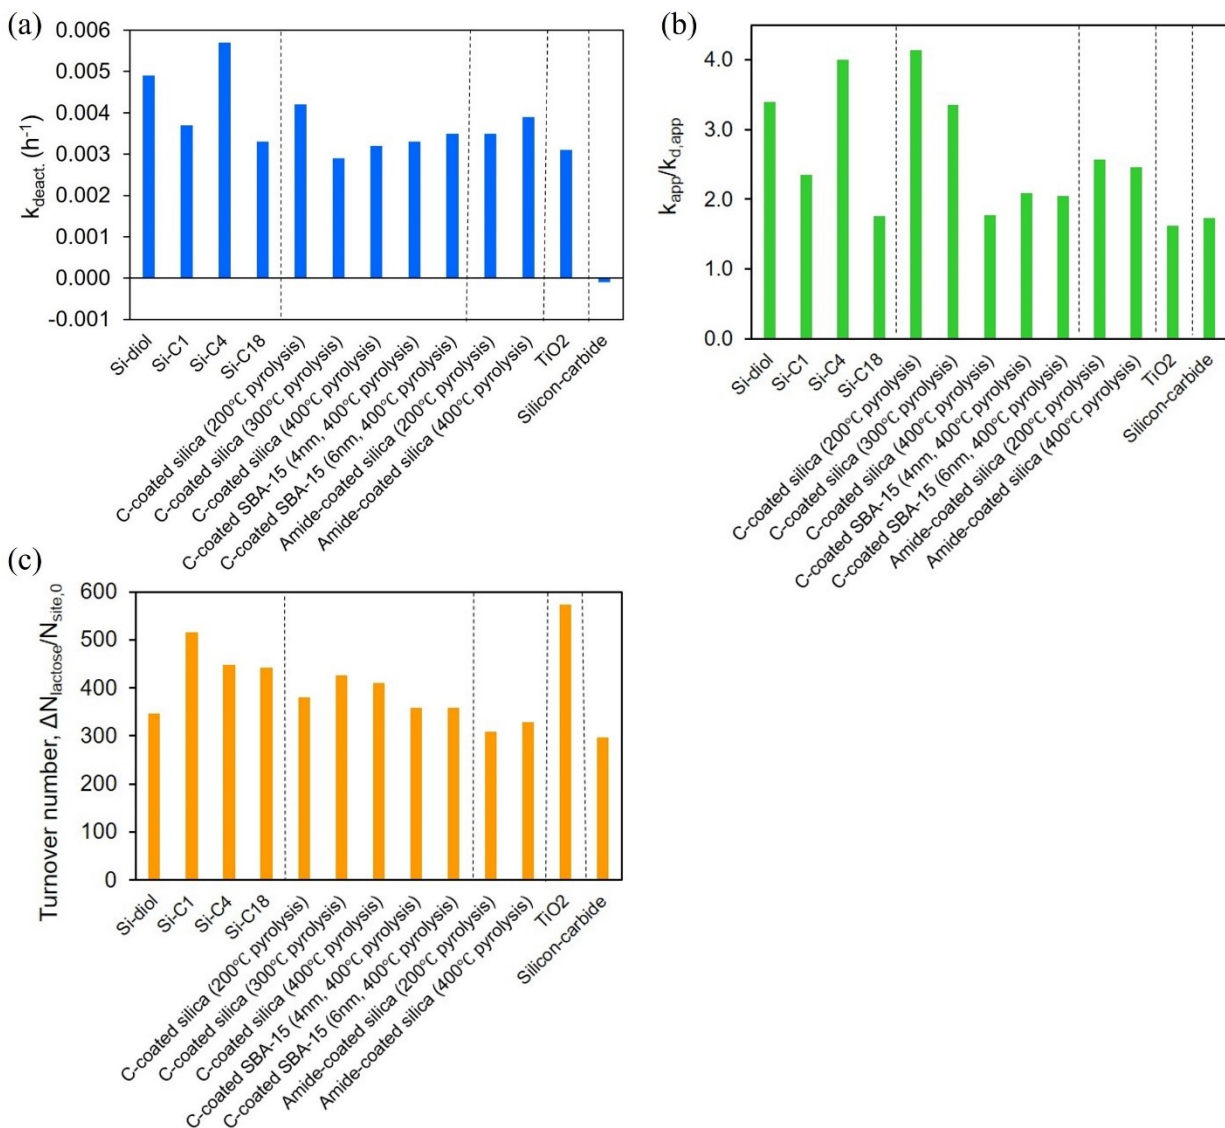 (a)
0.006
0.005
0.004
0.003
0.002
0.001
0.000
-0.001
kdeact. (h-1)
Si-diol
Si-C1
Si-C4
Si-C18
C-coated silica (200°C pyrolysis)
C-coated silica (300°C pyrolysis)
C-coated silica (400°C pyrolysis)
C-coated SBA-15 (4nm, 400°C pyrolysis)
C-coated SBA-15 (6nm, 400°C pyrolysis)
Amide-coated silica (200°C pyrolysis)
Amide-coated silica (400°C pyrolysis)
TiO2
Silicon-carbide
(b)
4.0
3.0
2.0
1.0
0.0
kapp/kd,app
Si-diol
Si-C1
Si-C4
Si-C18
C-coated silica (200°C pyrolysis)
C-coated silica (300°C pyrolysis)
C-coated silica (400°C pyrolysis)
C-coated SBA-15 (4nm, 400°C pyrolysis)
C-coated SBA-15 (6nm, 400°C pyrolysis)
Amide-coated silica (200°C pyrolysis)
Amide-coated silica (400°C pyrolysis)
TiO2
Silicon-carbide
(c)
600
500
400
300
200
100
0
Turnover number, ΔNlactose/Nsite,0
Si-diol
Si-C1
Si-C4
Si-C18
C-coated silica (200°C pyrolysis)
C-coated silica (300°C pyrolysis)
C-coated silica (400°C pyrolysis)
C-coated SBA-15 (4nm, 400°C pyrolysis)
C-coated SBA-15 (6nm, 400°C pyrolysis)
Amide-coated silica (200°C pyrolysis)
Amide-coated silica (400°C pyrolysis)
TiO2
Silicon-carbide